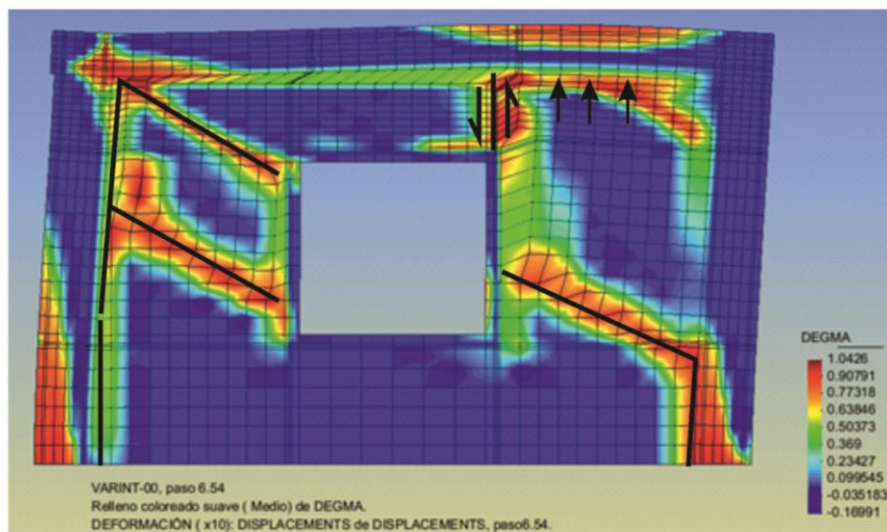 DEGMA
1.0426
0.90791
0.77318
0.63846
0.50373
0.369
0.23427
0.099545
-0.035183
-0.16991
VARINT-00, paso 6.54
Relleno coloreado suave ( Medio) de DEGMA.
DEFORMACIÓN ( x10): DISPLACEMENTS de DISPLACEMENTS, paso6.54.